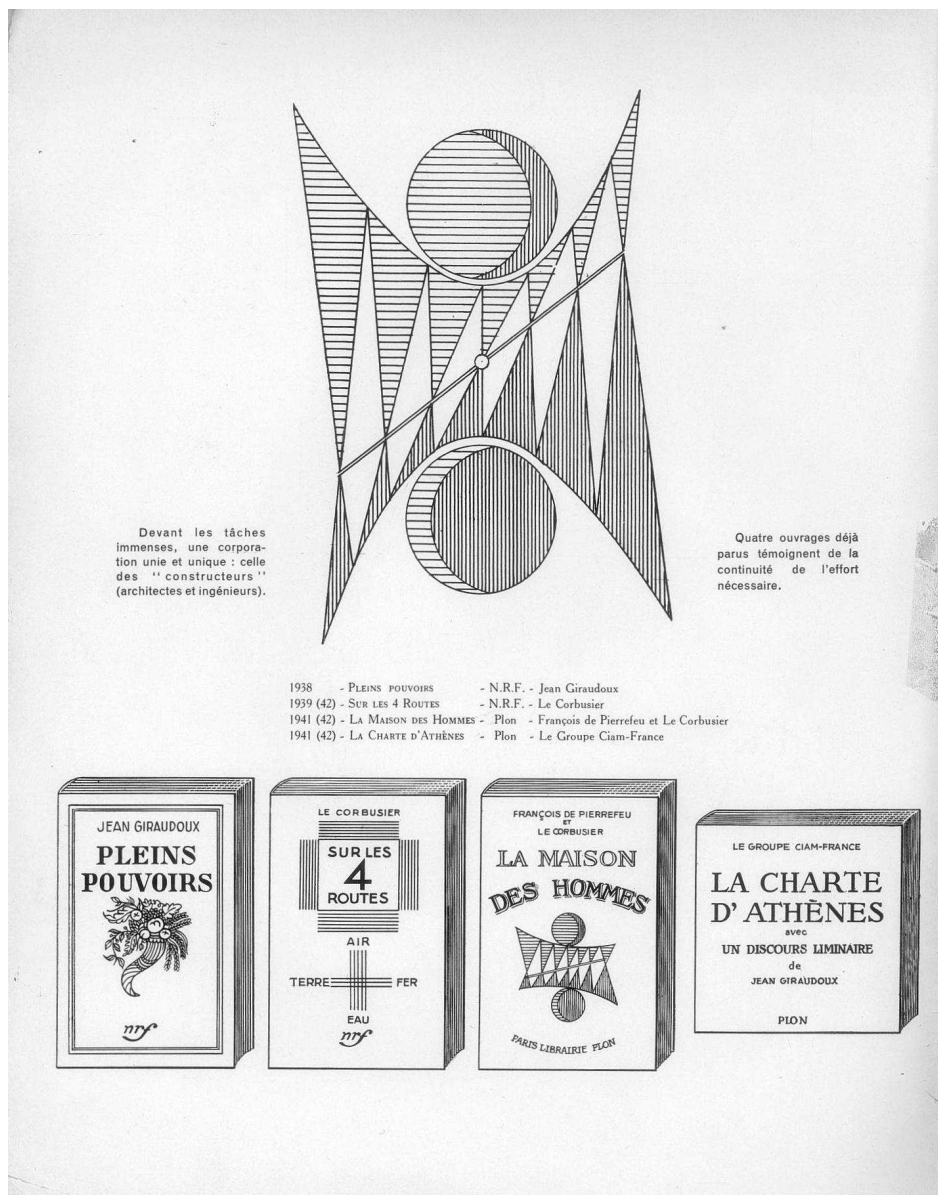 Devant les tâches
immenses, une corpora-
tion unie et unique : celle
des " constructeurs "
(architectes et ingénieurs).
Quatre ouvrages déjà
parus témoignent de la
continuité de l'effort
nécessaire.
1938 - PLEINS POUVOIRS - N.R.F. - Jean Giraudoux
1939 (42) - SUR LES 4 ROUTES - N.R.F. - Le Corbusier
1941 (42) - LA MAISON DES HOMMES - Plon - François de Pierrefeu et Le Corbusier
1941 (42) - LA CHARTE D'ATHÈNES - Plon - Le Groupe Ciam-France
JEAN GIRAUDOUX
PLEINS
POUVOIRS
nrf
LE CORBUSIER
SUR LES
4
ROUTES
AIR
TERRE FER
EAU
nrf
FRANÇOIS DE PIERREFEU
ET
LE CORBUSIER
LA MAISON
DES HOMMES
PARIS LIBRAIRIE PLON
LE GROUPE CIAM-FRANCE
LA CHARTE
D'ATHÈNES
avec
UN DISCOURS LIMINAIRE
de
JEAN GIRAUDOUX
PLON